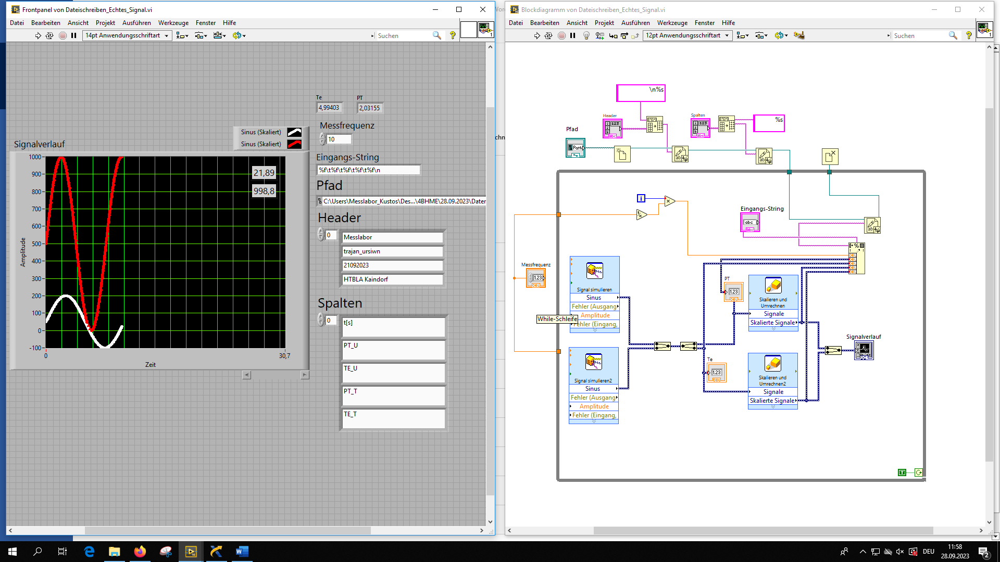 Frontpanel von Dateischreiben_Echtes_Signal.vi
Datei Bearbeiten Ansicht Projekt Ausführen Werkzeuge Fenster Hilfe
14pt Anwendungsschriftart
Suchen
Te
4,99403
PT
2,03155
Messfrequenz
10
Sinus (Skaliert)
Sinus (Skaliert)
Signalverlauf
Eingangs-String
%f\t%f\t%f\t%f\t%f\n
Pfad
C:\Users\Messlabor_Kustos\Des...\4BHME\28.09.2023\Daten
Header
0
Messlabor
trajan_ursiwn
21092023
HTBLA Kaindorf
Spalten
0
t[s]
PT_U
TE_U
PT_T
TE_T
1000
900
800
700
600
500
400
300
200
100
0
-100
Amplitude
0
30,7
Zeit
21,89
998,8
Blockdiagramm von Dateischreiben_Echtes_Signal.vi
Datei Bearbeiten Ansicht Projekt Ausführen Werkzeuge Fenster Hilfe
12pt Anwendungsschriftart
Suchen
\n%s
Header
Spalten
%s
Pfad
Path
i
Eingangs-String
abc
abc
Messfrequenz
1.23
DBL
Signal simulieren
Sinus
Fehler (Ausgang
Amplitude
Fehler (Eingang,
While-Schleife
Signal simulieren2
Sinus
Fehler (Ausgang
Amplitude
Fehler (Eingang,
PT
1.23
DBL
Te
1.23
DBL
Skalieren und
Umrechnen
Signale
Skalierte Signale
Skalieren und
Umrechnen2
Signale
Skalierte Signale
Signalverlauf
T
DEU
11:58
28.09.2023
2